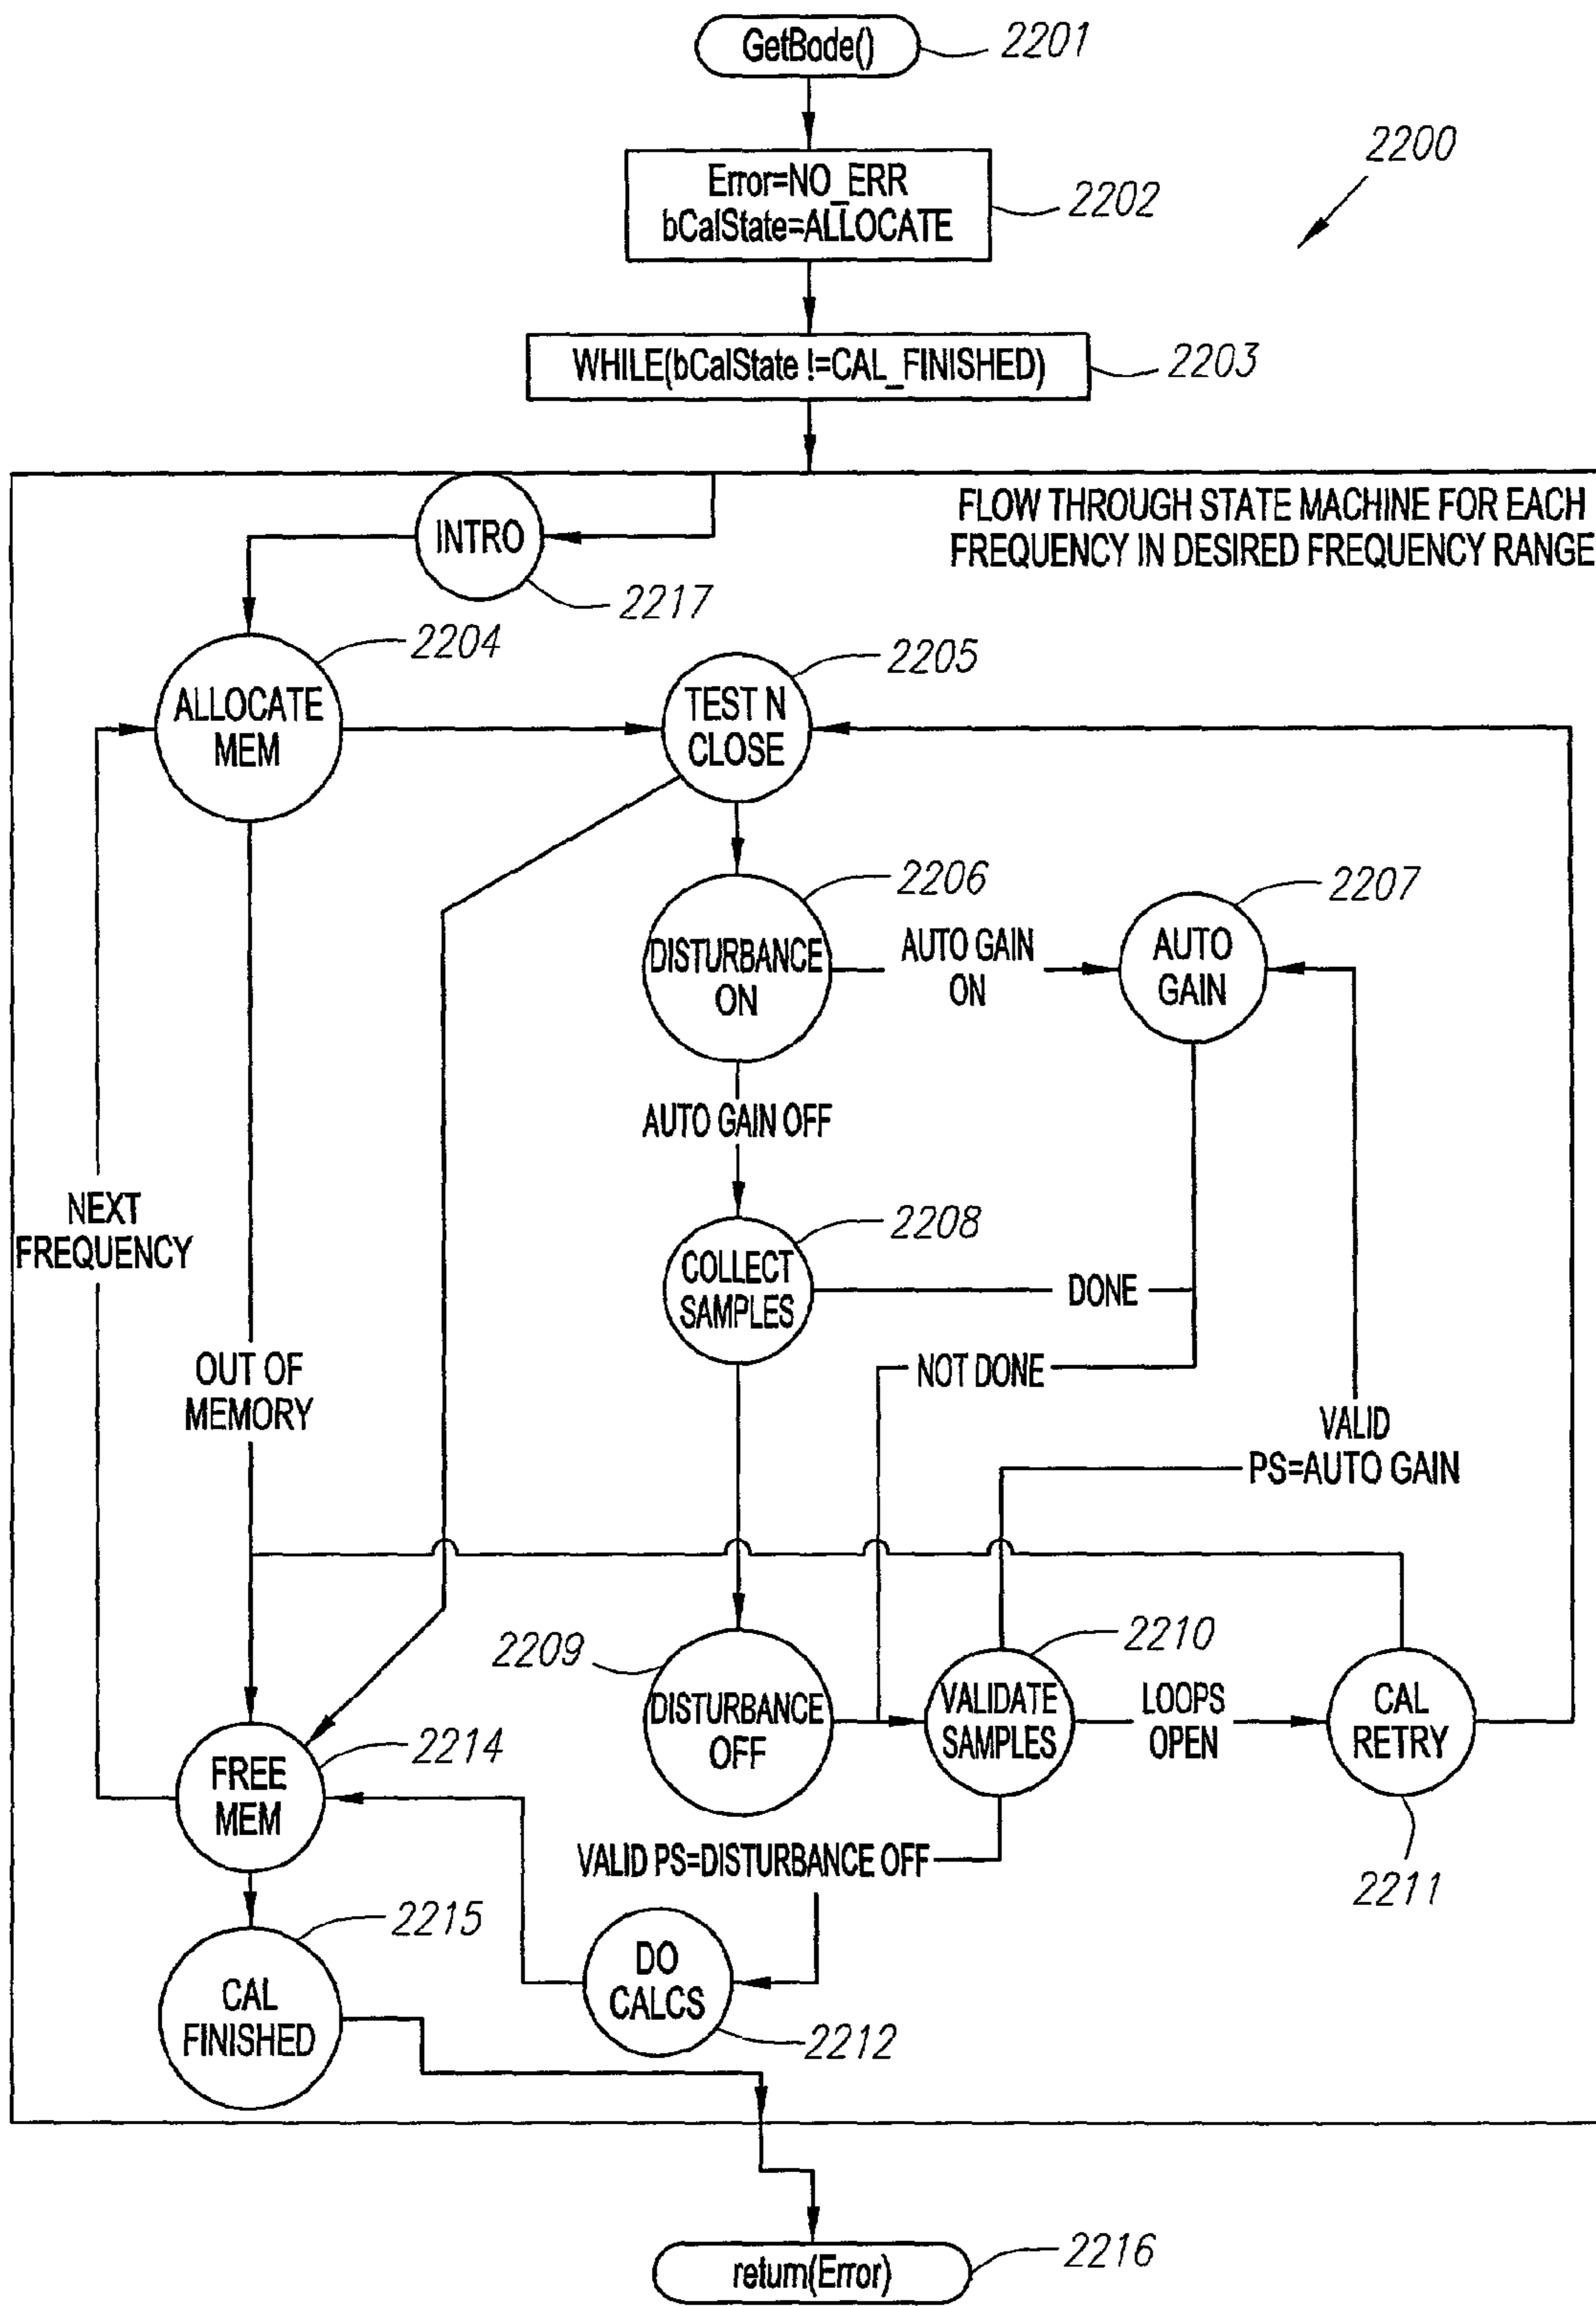 GetBode()
2201
2200
Error=NO_ERR
bCalState=ALLOCATE
2202
WHILE(bCalState !=CAL_FINISHED)
2203
FLOW THROUGH STATE MACHINE FOR EACH
FREQUENCY IN DESIRED FREQUENCY RANGE
INTRO
2217
2204
ALLOCATE
MEM
2205
TEST N
CLOSE
2206
DISTURBANCE
ON
AUTO GAIN
ON
2207
AUTO
GAIN
AUTO GAIN OFF
NEXT
FREQUENCY
2208
COLLECT
SAMPLES
DONE
OUT OF
MEMORY
NOT DONE
VALID
PS=AUTO GAIN
2209
DISTURBANCE
OFF
2210
VALIDATE
SAMPLES
LOOPS
OPEN
CAL
RETRY
2211
2214
FREE
MEM
VALID PS=DISTURBANCE OFF
2215
CAL
FINISHED
DO
CALCS
2212
return(Error)
2216